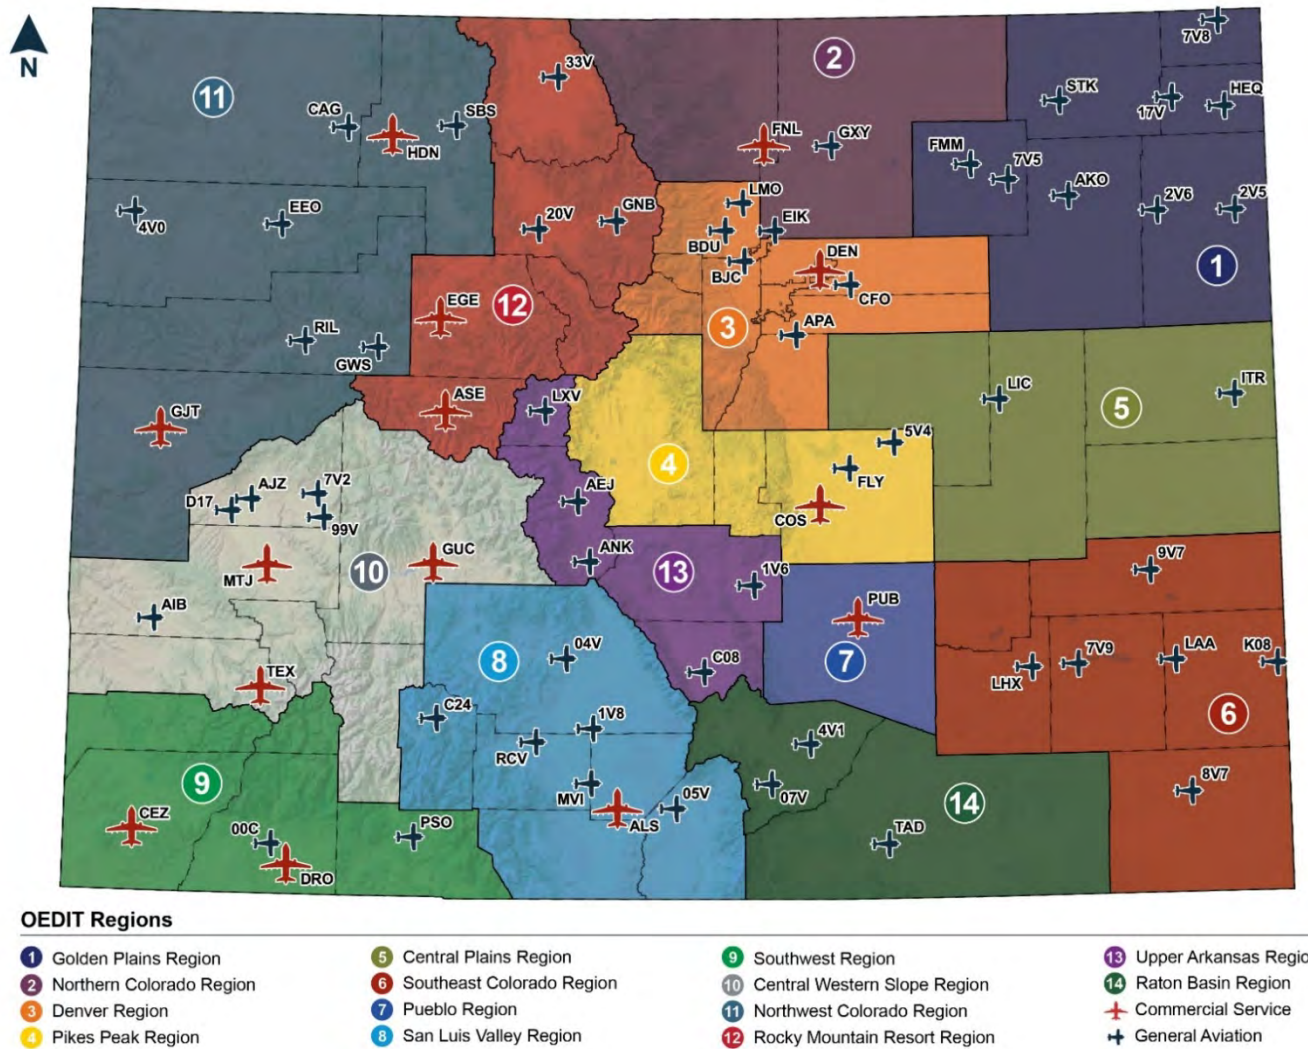 N
7V8
33V
2
11
STK
HEQ
17V
CAG
SBS
HDN
FNL
GXY
FMM
7V5
AKO
LMO
2V6
2V5
4V0
EEO
20V
GNB
EIK
BDU
DEN
BJC
1
CFO
EGE
12
3
APA
RIL
GWS
ASE
LXV
LIC
5
ITR
GJT
5V4
4
FLY
AJZ
7V2
D17
AEJ
COS
99V
GUC
ANK
MTJ
10
13
1V6
9V7
AIB
PUB
04V
8
7
C08
LAA
K08
7V9
LHX
TEX
C24
1V8
6
RCV
4V1
9
MVI
05V
07V
14
8V7
CEZ
ALS
00C
PSO
TAD
DRO
OEDIT Regions
1 Golden Plains Region
2 Northern Colorado Region
3 Denver Region
4 Pikes Peak Region
5 Central Plains Region
6 Southeast Colorado Region
7 Pueblo Region
8 San Luis Valley Region
9 Southwest Region
10 Central Western Slope Region
11 Northwest Colorado Region
12 Rocky Mountain Resort Region
13 Upper Arkansas Regio
14 Raton Basin Region
Commercial Service
General Aviation